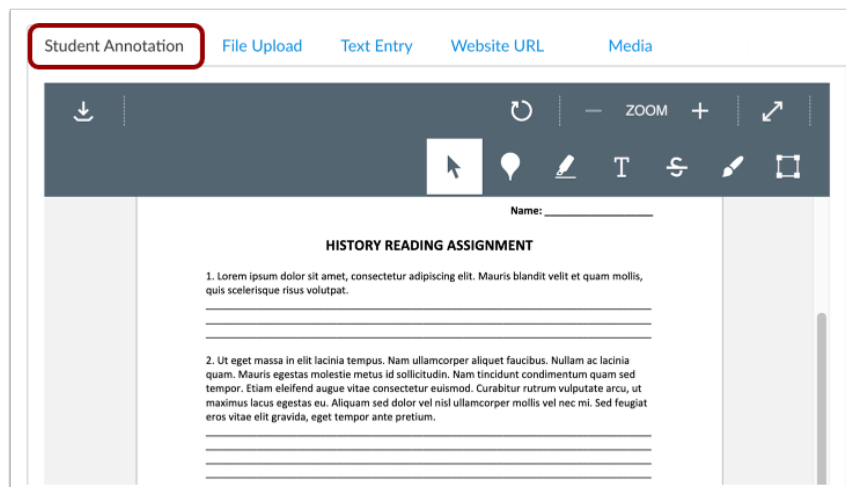 Student Annotation File Upload Text Entry Website URL Media
ZOOM
T S
Name: ___________________
HISTORY READING ASSIGNMENT
1. Lorem ipsum dolor sit amet, consectetur adipiscing elit. Mauris blandit velit et quam mollis,
quis scelerisque risus volutpat.
2. Ut eget massa in elit lacinia tempus. Nam ullamcorper aliquet faucibus. Nullam ac lacinia
quam. Mauris egestas molestie metus id sollicitudin. Nam tincidunt condimentum quam sed
tempor. Etiam eleifend augue vitae consectetur euismod. Curabitur rutrum vulputate arcu, ut
maximus lacus egestas eu. Aliquam sed dolor vel nisl ullamcorper mollis vel nec mi. Sed feugiat
eros vitae elit gravida, eget tempor ante pretium.